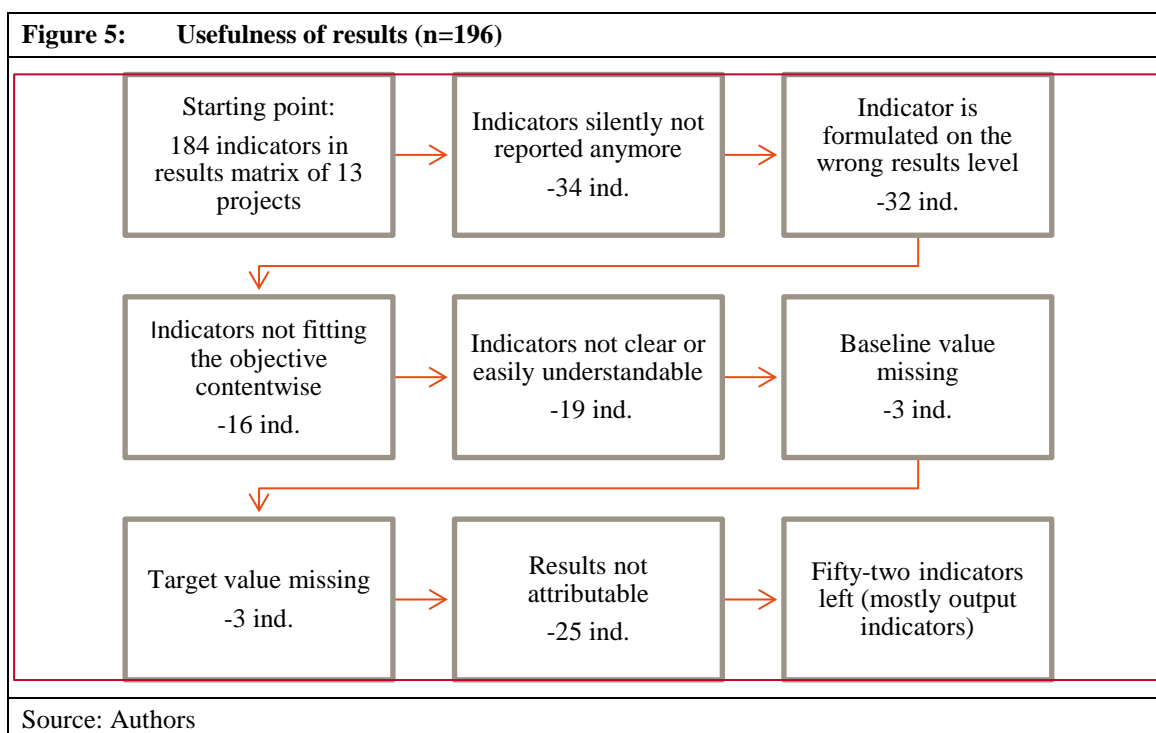 Figure 5: Usefulness of results (n=196)
Starting point:
184 indicators in
results matrix of 13
projects
Indicators silently not
reported anymore
-34 ind.
Indicator is
formulated on the
wrong results level
-32 ind.
Indicators not fitting
the objective
contentwise
-16 ind.
Indicators not clear or
easily understandable
-19 ind.
Baseline value
missing
-3 ind.
Target value missing
-3 ind.
Results not
attributable
-25 ind.
Fifty-two indicators
left (mostly output
indicators)
Source: Authors